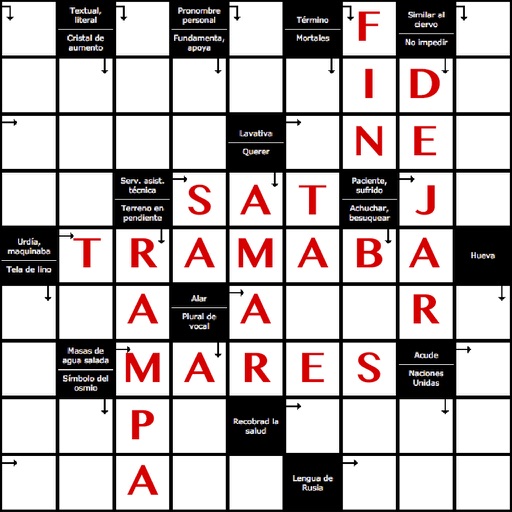 Textual,
literal
Cristal de
aumento
Pronombre
personal
Fundamenta,
apoya
Término
Mortales
F
Similar al
ciervo
No impedir
I
D
Lavativa
Querer
N
E
Serv. asist.
técnica
Terreno en
pendiente
S A T
Paciente,
sufrido
Achuchar,
besuquear
J
Urdía,
maquinaba
Tela de lino
T R A M A B A
Hueva
A
Alar
Plural de
vocal
A
R
Masas de
agua salada
Símbolo del
osmio
M A R E S
Acude
Naciones
Unidas
P
Recobrad la
salud
A
Lengua de
Rusia